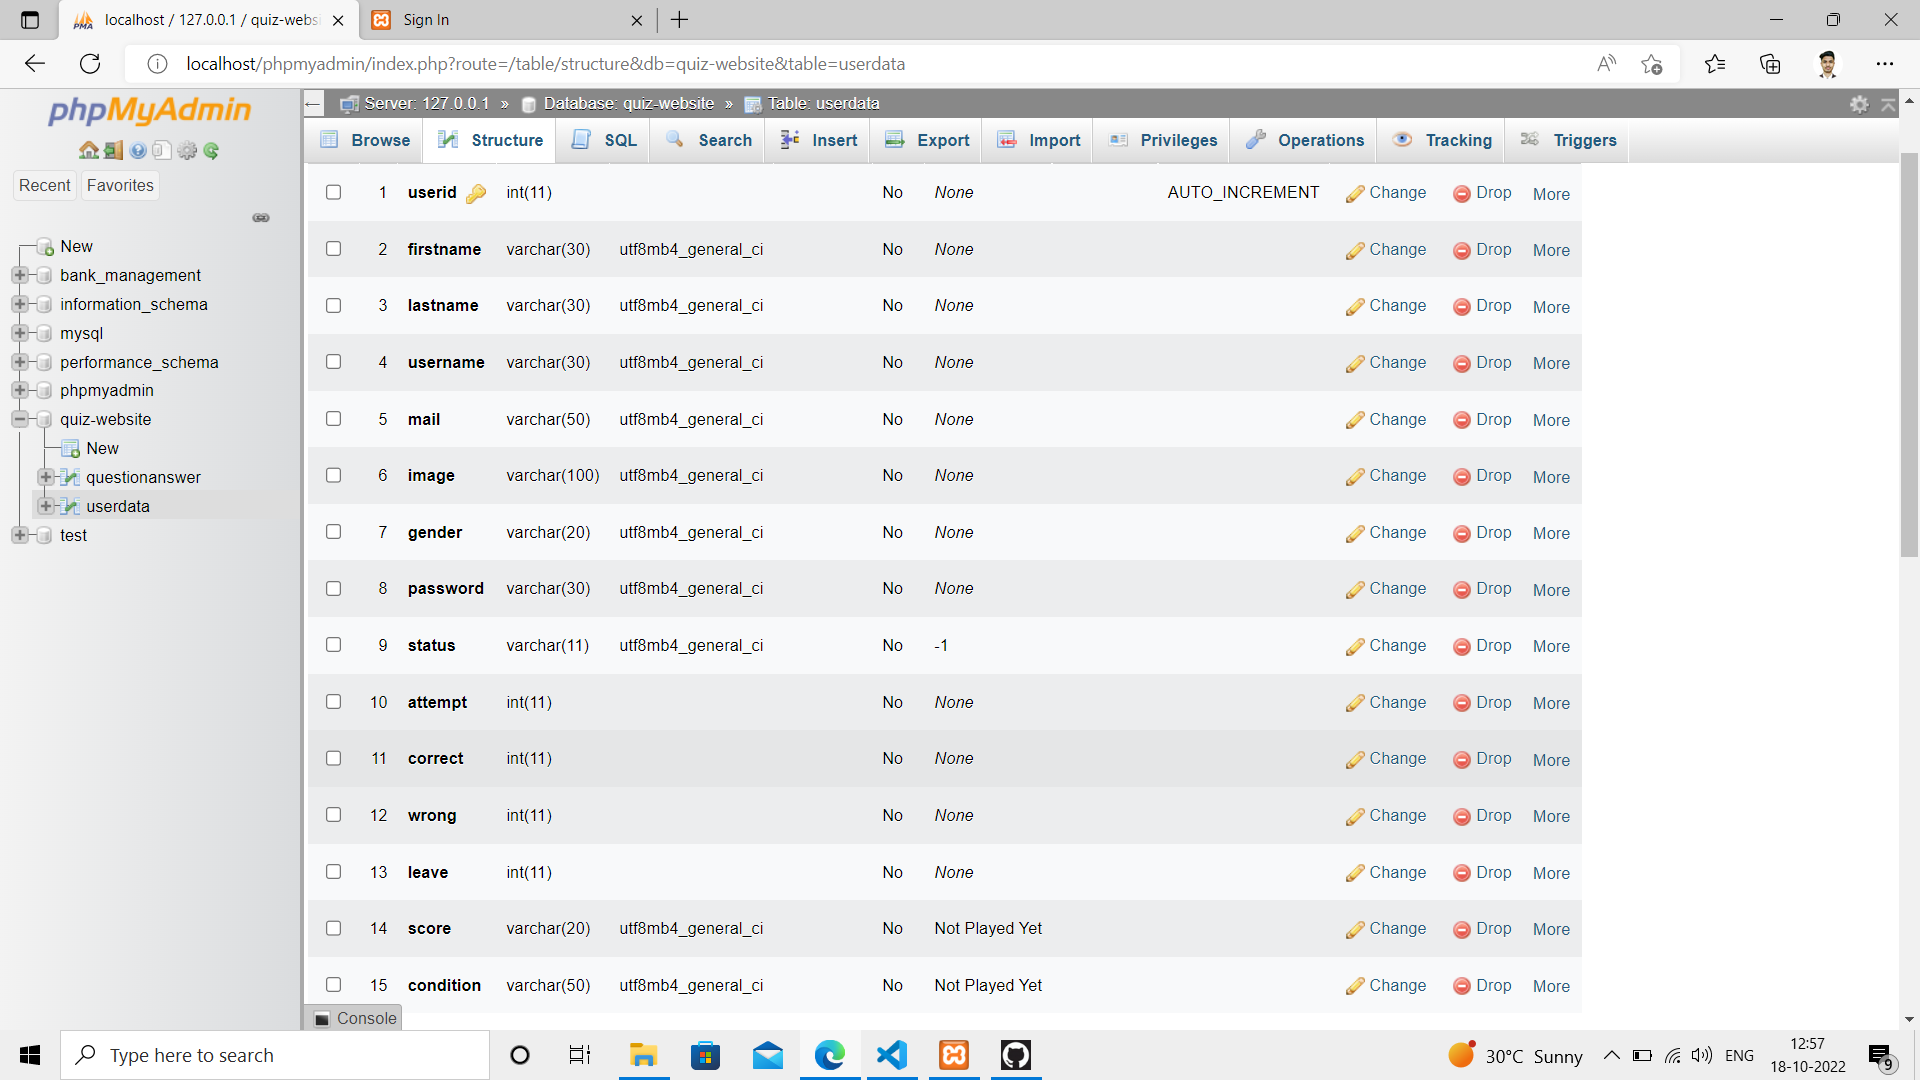 localhost / 127.0.0.1 / quiz-webs
Sign In
localhost/phpmyadmin/index.php?route=/table/structure&db=quiz-website&table=userdata
phpMyAdmin
Recent Favorites
New
bank_management
information_schema
mysql
performance_schema
phpmyadmin
quiz-website
New
questionanswer
userdata
test
Server: 127.0.0.1 » Database: quiz-website » Table: userdata
Browse Structure SQL Search Insert Export Import Privileges Operations Tracking Triggers
1 userid int(11) No None AUTO_INCREMENT Change Drop More
2 firstname varchar(30) utf8mb4_general_ci No None Change Drop More
3 lastname varchar(30) utf8mb4_general_ci No None Change Drop More
4 username varchar(30) utf8mb4_general_ci No None Change Drop More
5 mail varchar(50) utf8mb4_general_ci No None Change Drop More
6 image varchar(100) utf8mb4_general_ci No None Change Drop More
7 gender varchar(20) utf8mb4_general_ci No None Change Drop More
8 password varchar(30) utf8mb4_general_ci No None Change Drop More
9 status varchar(11) utf8mb4_general_ci No -1 Change Drop More
10 attempt int(11) No None Change Drop More
11 correct int(11) No None Change Drop More
12 wrong int(11) No None Change Drop More
13 leave int(11) No None Change Drop More
14 score varchar(20) utf8mb4_general_ci No Not Played Yet Change Drop More
15 condition varchar(50) utf8mb4_general_ci No Not Played Yet Change Drop More
Console
Type here to search
30°C Sunny
ENG
12:57
18-10-2022
9